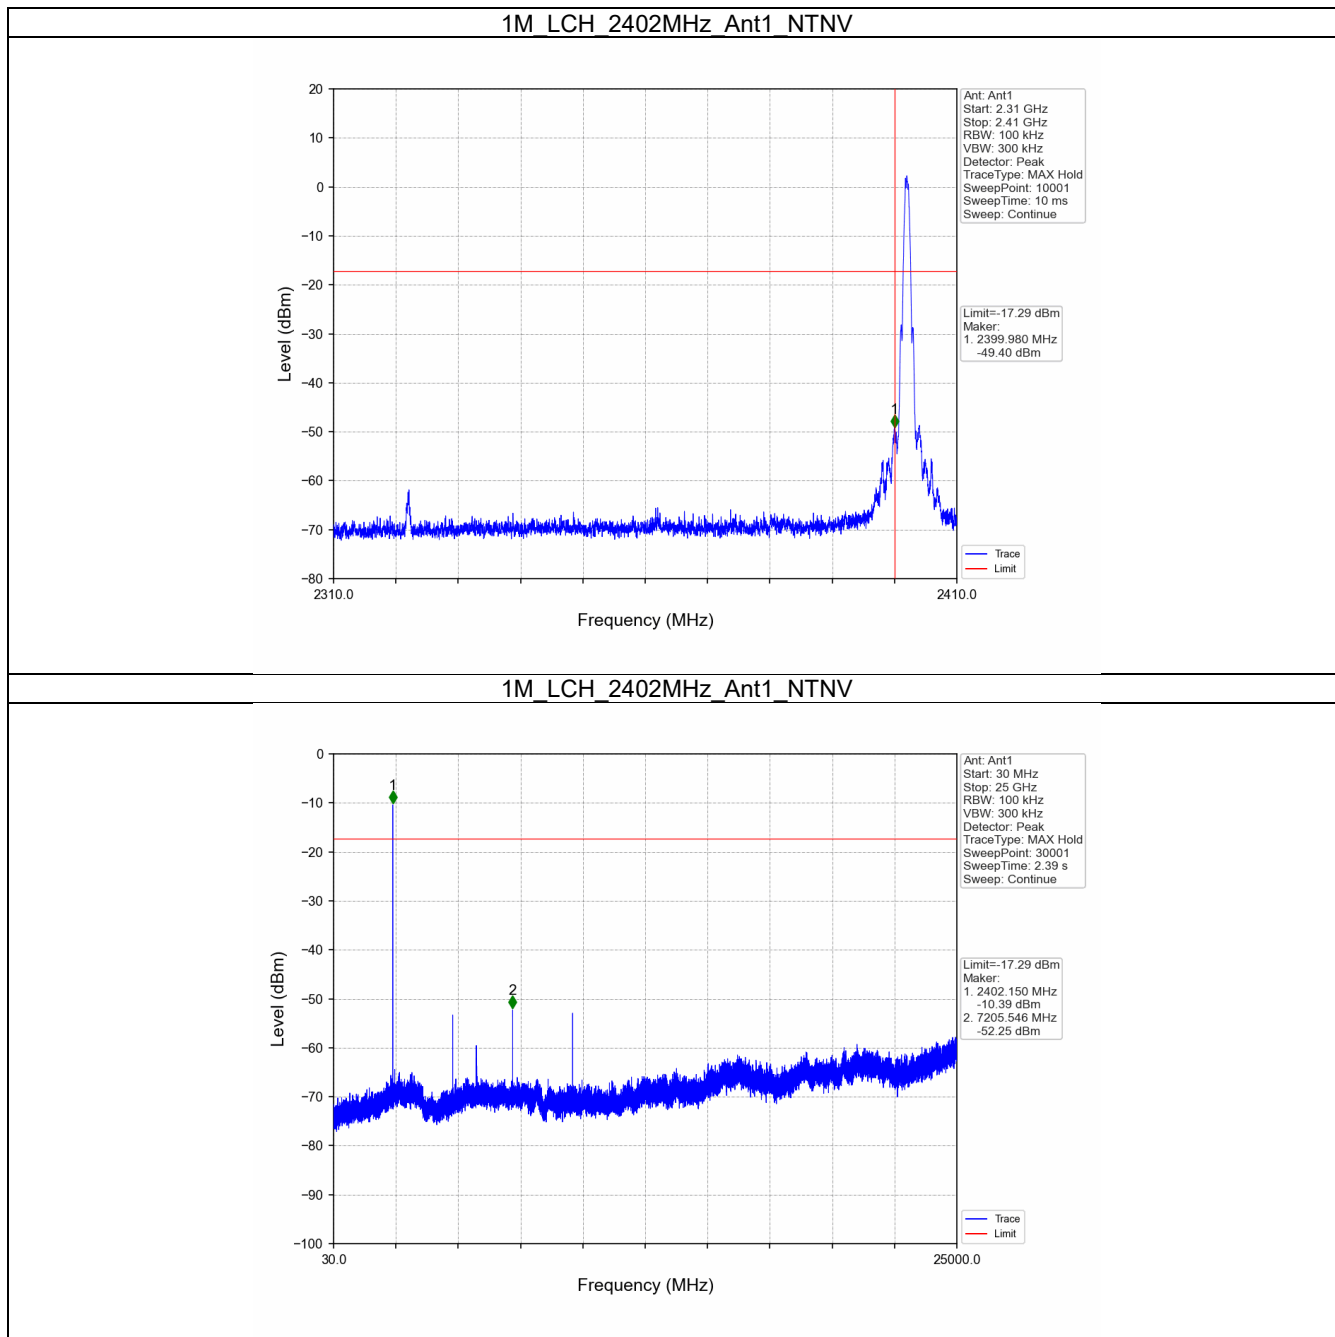 1M_LCH_2402MHz_Ant1_NTNV
20
10
0
−10
−20
−30
−40
−50
−60
−70
−80
Level (dBm)
1
2310.0
2410.0
Frequency (MHz)
Ant: Ant1
Start: 2.31 GHz
Stop: 2.41 GHz
RBW: 100 kHz
VBW: 300 kHz
Detector: Peak
TraceType: MAX Hold
SweepPoint: 10001
SweepTime: 10 ms
Sweep: Continue
Limit=-17.29 dBm
Maker:
1. 2399.980 MHz
-49.40 dBm
Trace
Limit
1M_LCH_2402MHz_Ant1_NTNV
0
−10
−20
−30
−40
−50
−60
−70
−80
−90
−100
Level (dBm)
1
2
30.0
25000.0
Frequency (MHz)
Ant: Ant1
Start: 30 MHz
Stop: 25 GHz
RBW: 100 kHz
VBW: 300 kHz
Detector: Peak
TraceType: MAX Hold
SweepPoint: 30001
SweepTime: 2.39 s
Sweep: Continue
Limit=-17.29 dBm
Maker:
1. 2402.150 MHz
-10.39 dBm
2. 7205.546 MHz
-52.25 dBm
Trace
Limit